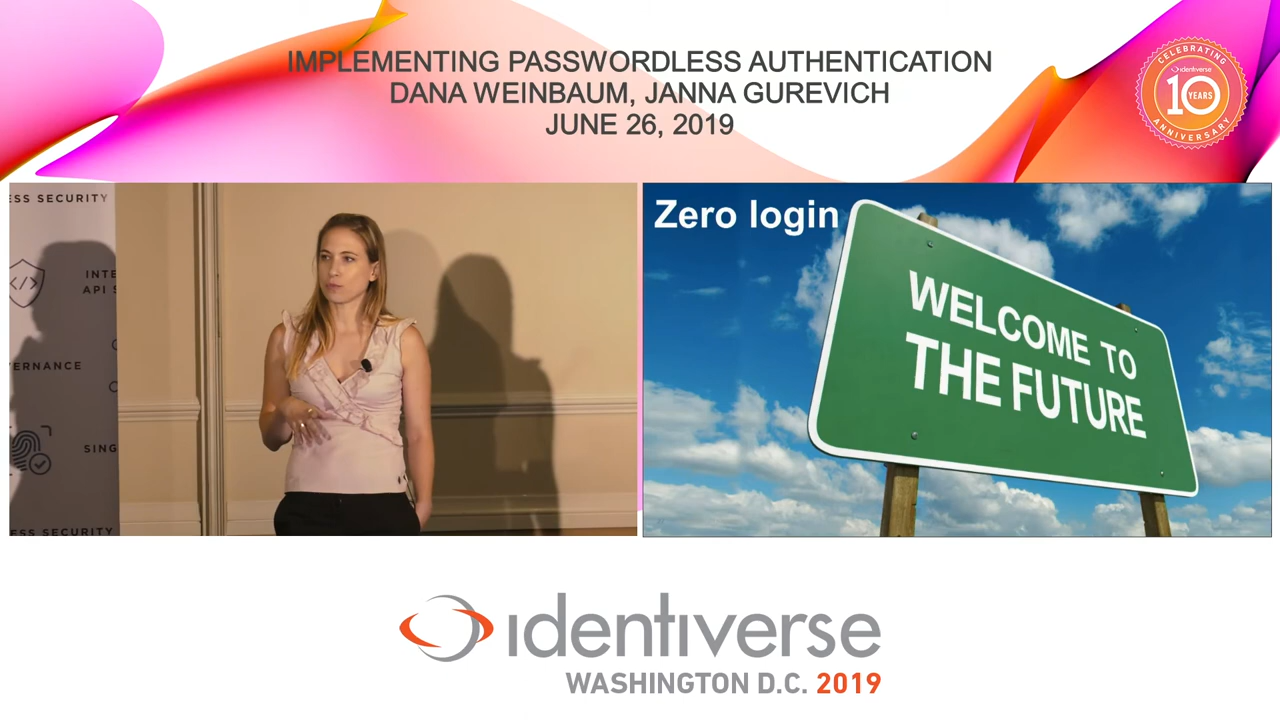 IMPLEMENTING PASSWORDLESS AUTHENTICATION
DANA WEINBAUM, JANNA GUREVICH
JUNE 26, 2019
CELEBRATING
identiverse
10 YEARS
ANNIVERSARY
ESS SECURITY
INTE
API S
ERNANCE
SING
ESS SECURITY
Zero login
WELCOME TO
THE FUTURE
identiverse
WASHINGTON D.C. 2019